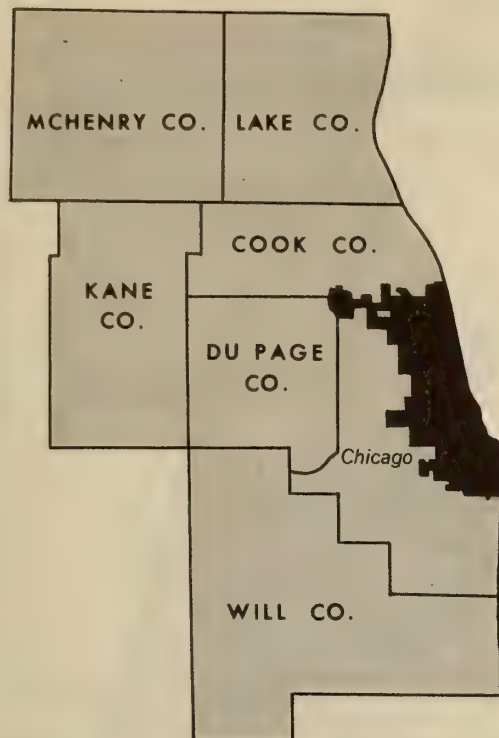 MCHENRY CO.
LAKE CO.
COOK CO.
KANE
CO.
DU PAGE
CO.
Chicago
WILL CO.